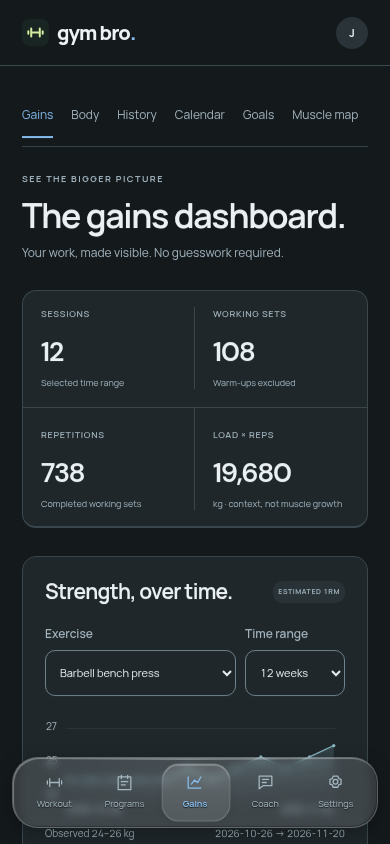 gym bro.
J
Gains Body History Calendar Goals Muscle map
SEE THE BIGGER PICTURE
The gains dashboard.
Your work, made visible. No guesswork required.
SESSIONS
12
Selected time range
WORKING SETS
108
Warm-ups excluded
REPETITIONS
738
Completed working sets
LOAD × REPS
19,680
kg · context, not muscle growth
Strength, over time.
ESTIMATED 1RM
Exercise
Time range
Barbell bench press
12 weeks
27
Workout Programs Gains Coach Settings
Observed 24–26 kg
2026-10-26 → 2026-11-20